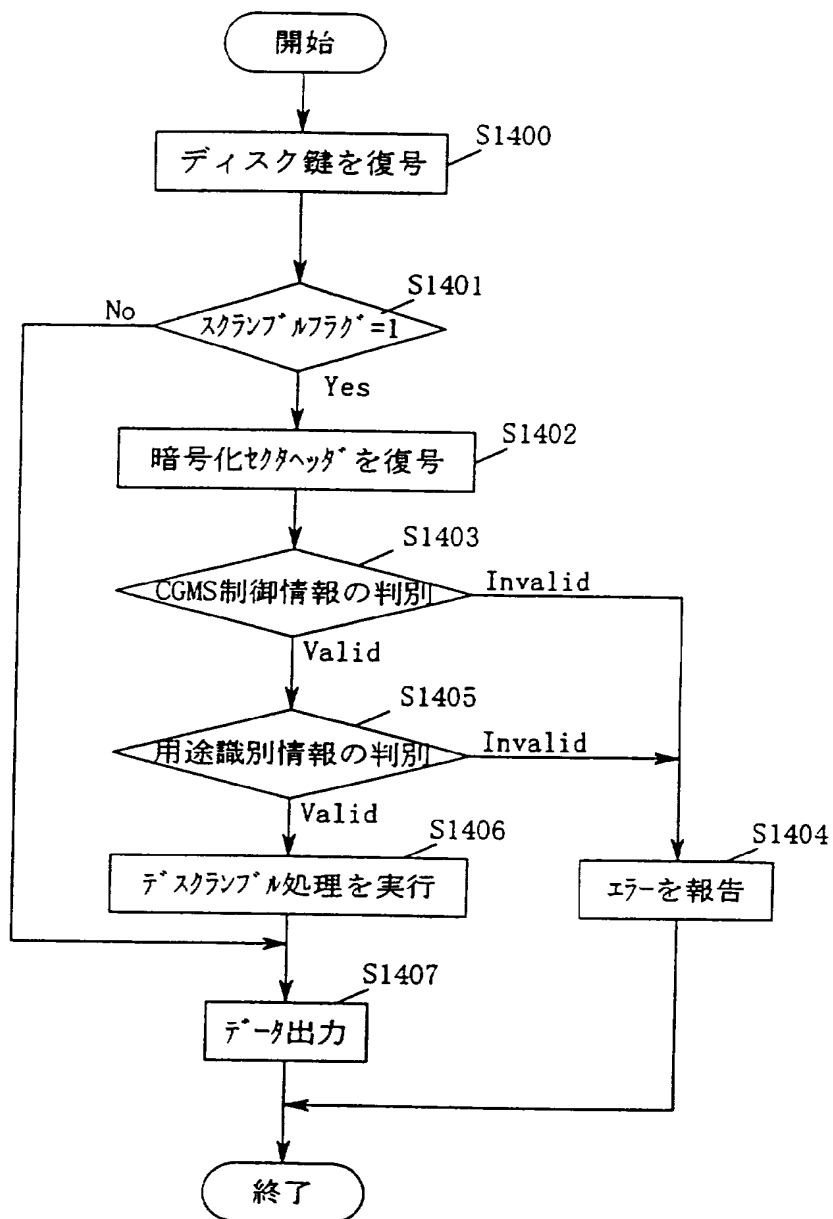 開始
S1400
ディスク鍵を復号
S1401
No
スクランブルフラグ=1
Yes
S1402
暗号化セクタヘッダを復号
S1403
CGMS制御情報の判別
Invalid
Valid
S1405
用途識別情報の判別
Invalid
Valid
S1406
デスクランブル処理を実行
S1404
エラーを報告
S1407
データ出力
終了